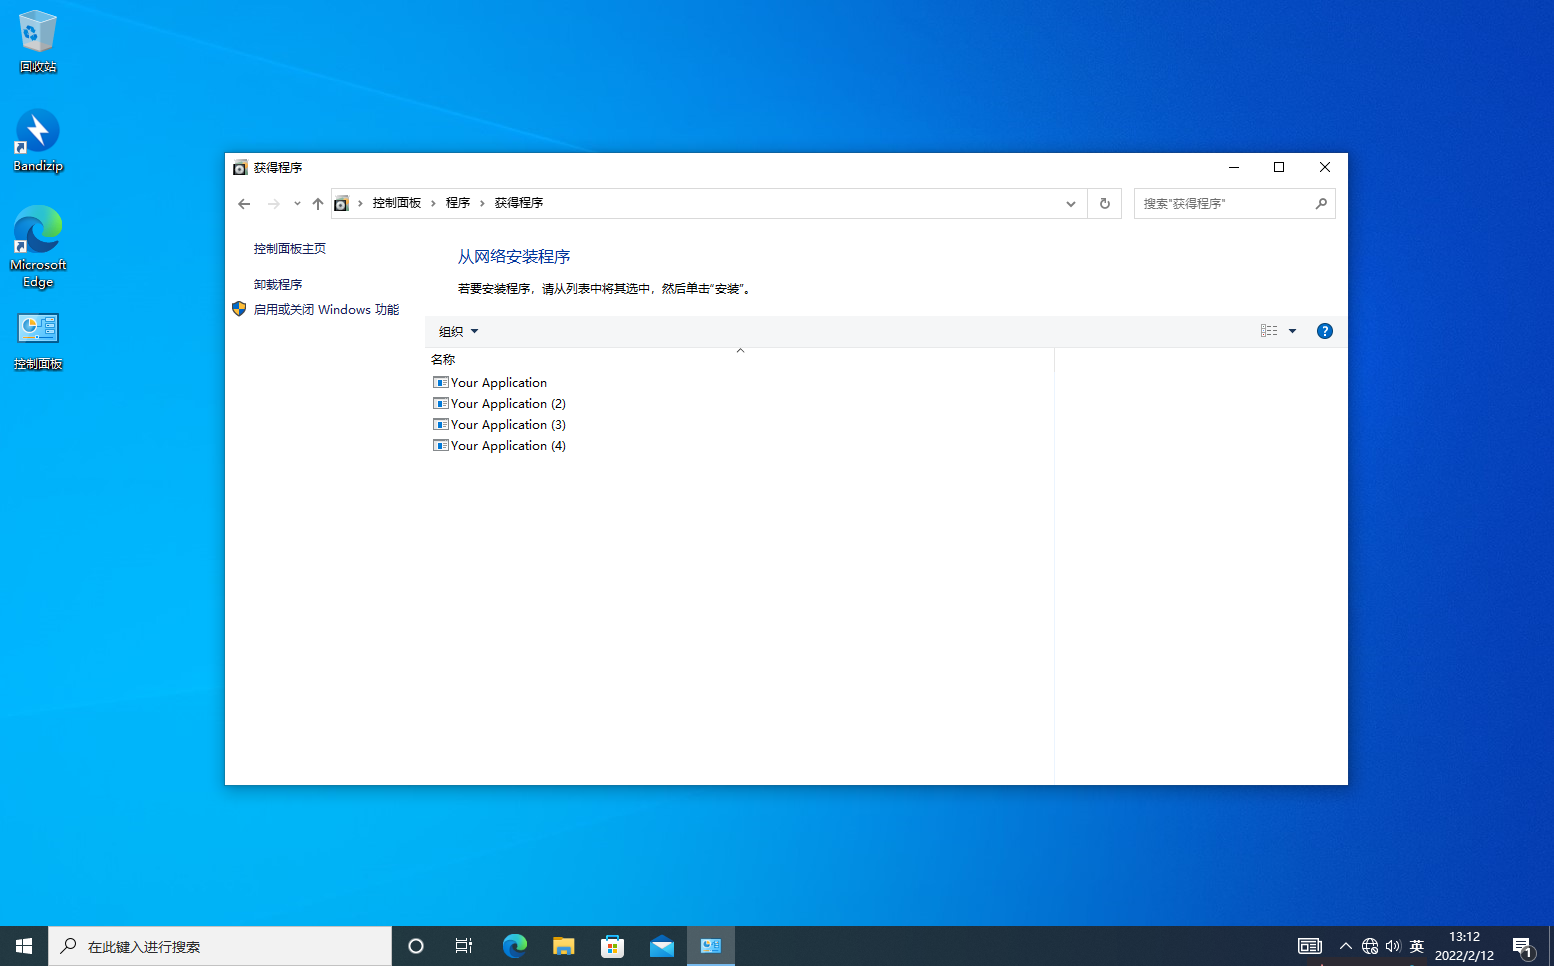 回收站
Bandizip
Microsoft
Edge
控制面板
获得程序
控制面板 程序 获得程序
搜索"获得程序"
控制面板主页
卸载程序
启用或关闭 Windows 功能
从网络安装程序
若要安装程序，请从列表中将其选中，然后单击“安装”。
组织
名称
Your Application
Your Application (2)
Your Application (3)
Your Application (4)
在此键入进行搜索
英
13:12
2022/2/12
1